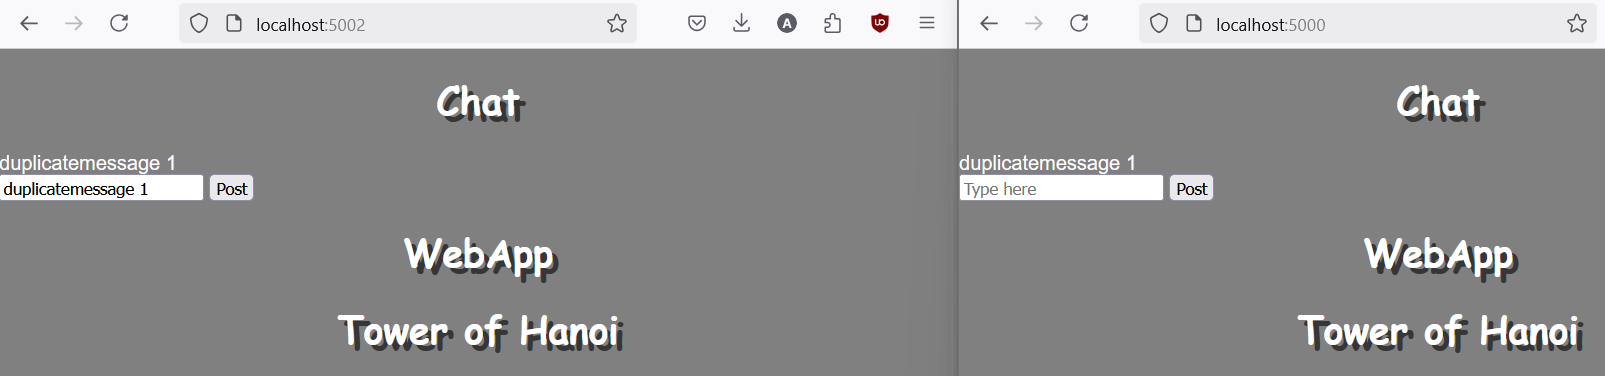 localhost:5002
A
Chat
duplicatemessage 1
duplicatemessage 1 Post
WebApp
Tower of Hanoi
localhost:5000
Chat
duplicatemessage 1
Type here Post
WebApp
Tower of Hanoi